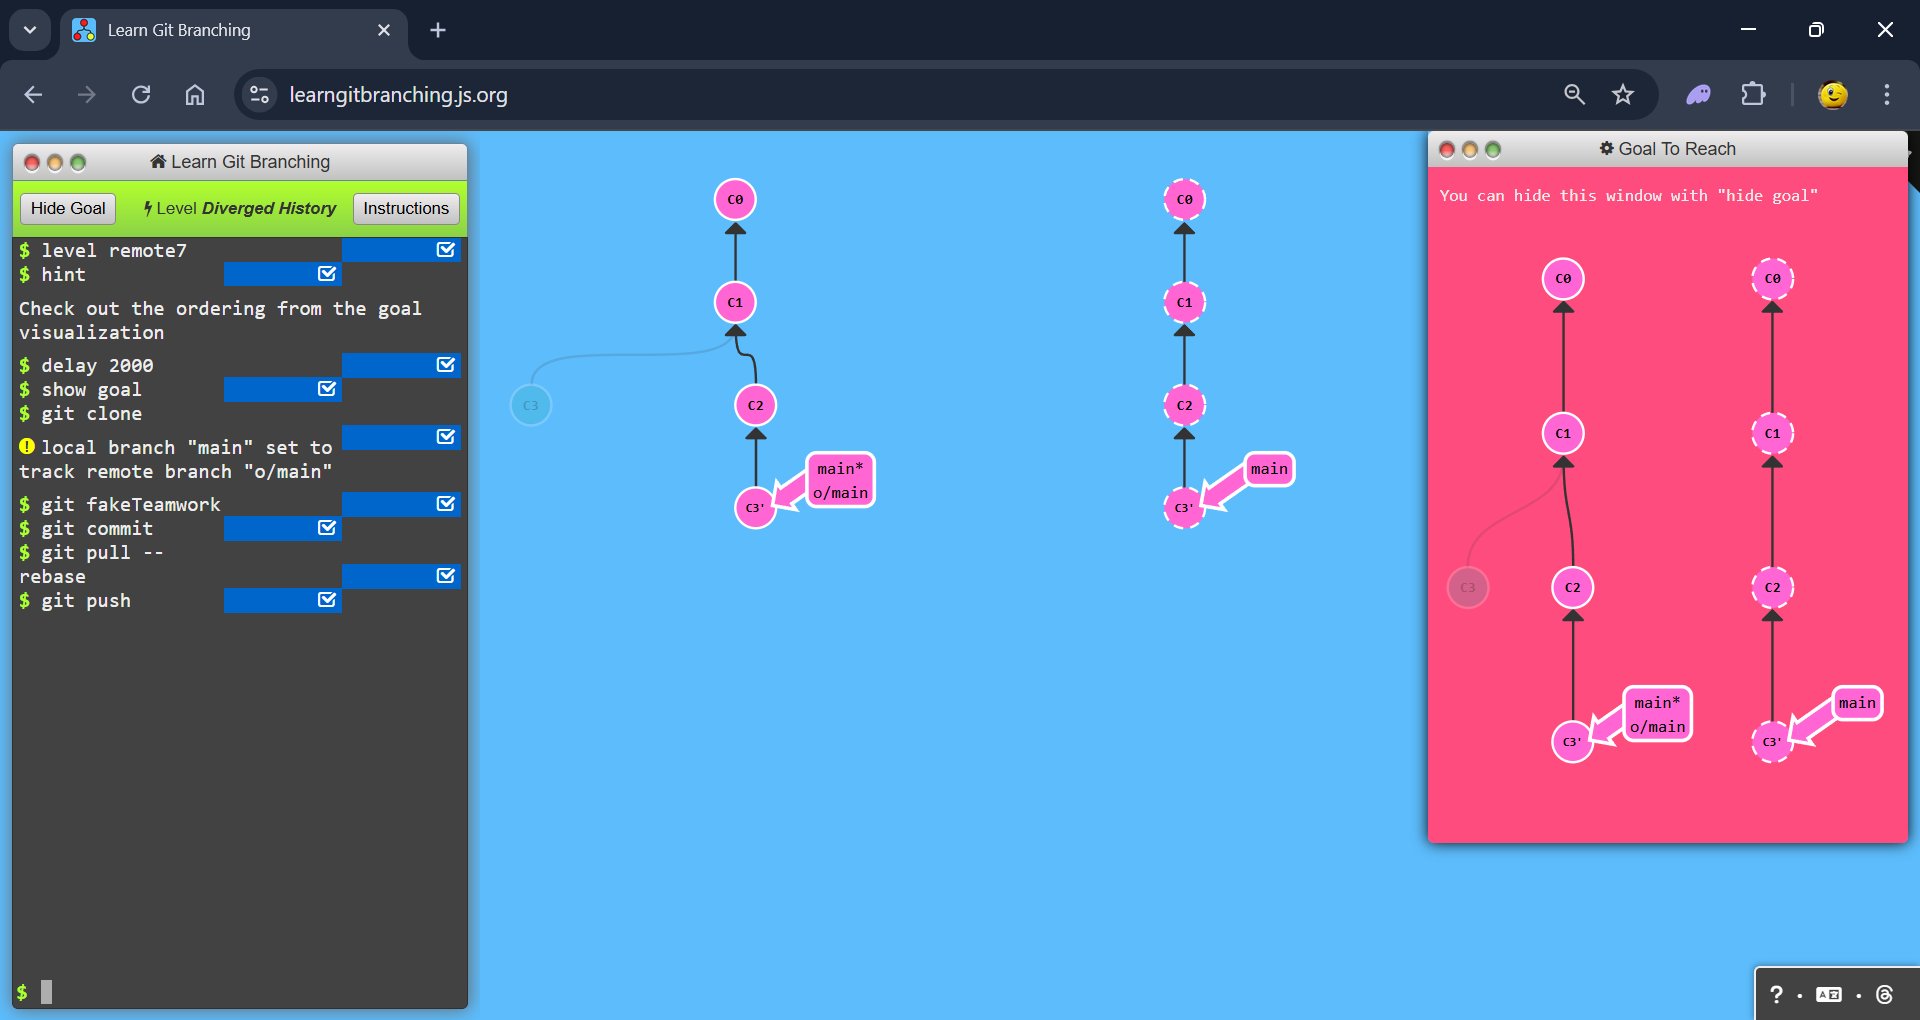 Learn Git Branching
learngitbranching.js.org
Learn Git Branching
Hide Goal
Level Diverged History
Instructions
$ level remote7
$ hint
Check out the ordering from the goal
visualization
$ delay 2000
$ show goal
$ git clone
local branch "main" set to
track remote branch "o/main"
$ git fakeTeamwork
$ git commit
$ git pull --
rebase
$ git push
$
C0
C1
C3
C2
main*
o/main
C3'
C0
C1
C2
main
C3'
Goal To Reach
You can hide this window with "hide goal"
C0
C1
C3
C2
main*
o/main
C3'
C0
C1
C2
main
C3'
?